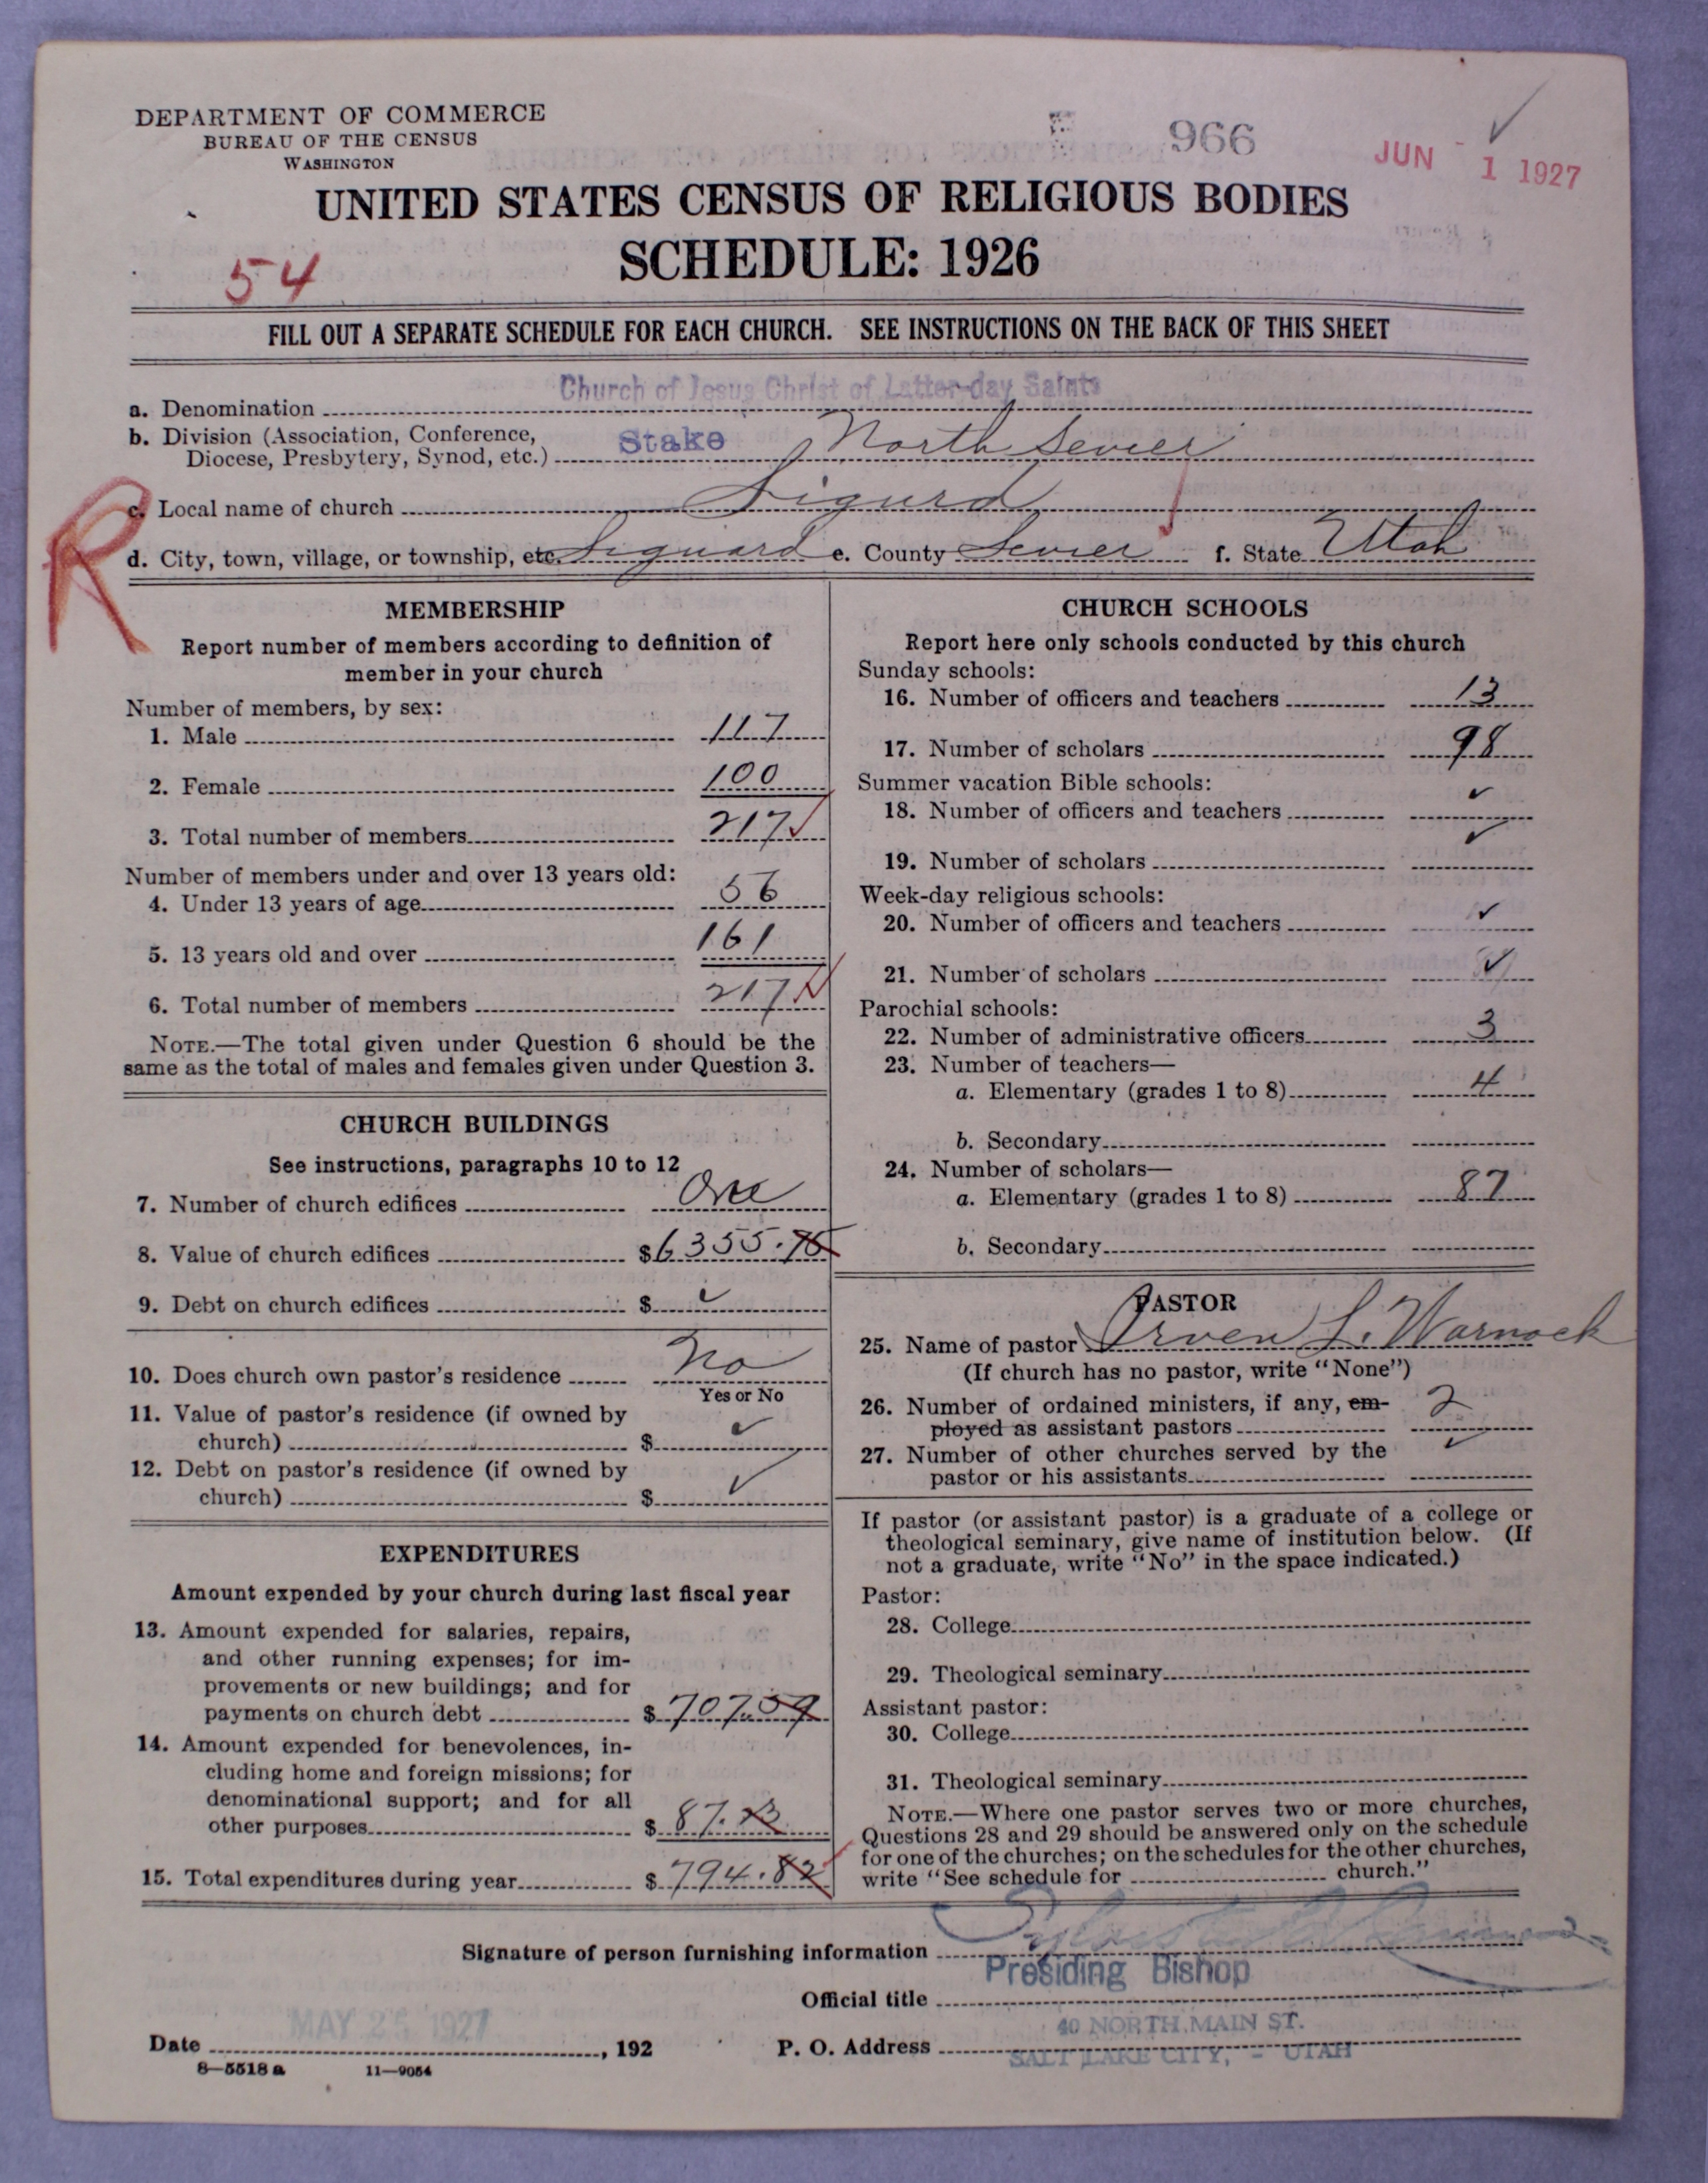 DEPARTMENT OF COMMERCE
BUREAU OF THE CENSUS
WASHINGTON
966
JUN - 1 1927
UNITED STATES CENSUS OF RELIGIOUS BODIES
SCHEDULE: 1926
54
FILL OUT A SEPARATE SCHEDULE FOR EACH CHURCH. SEE INSTRUCTIONS ON THE BACK OF THIS SHEET
a. Denomination Church of Jesus Christ of Latter-day Saints
b. Division (Association, Conference, Diocese, Presbytery, Synod, etc.) Stake North Sevier
R
c. Local name of church Sigurd
d. City, town, village, or township, etc. Siguard e. County Sevier f. State Utah
MEMBERSHIP
Report number of members according to definition of
member in your church
Number of members, by sex:
1. Male 117
2. Female 100
3. Total number of members 217 ✓
Number of members under and over 13 years old:
4. Under 13 years of age 56
5. 13 years old and over 161
6. Total number of members 217 ✓
NOTE.—The total given under Question 6 should be the
same as the total of males and females given under Question 3.
CHURCH BUILDINGS
See instructions, paragraphs 10 to 12
7. Number of church edifices One
8. Value of church edifices $6355.75
9. Debt on church edifices $ ✓
10. Does church own pastor's residence No
Yes or No
11. Value of pastor's residence (if owned by
church) $ ✓
12. Debt on pastor's residence (if owned by
church) $ ✓
EXPENDITURES
Amount expended by your church during last fiscal year
13. Amount expended for salaries, repairs,
and other running expenses; for im-
provements or new buildings; and for
payments on church debt $707.59
14. Amount expended for benevolences, in-
cluding home and foreign missions; for
denominational support; and for all
other purposes $87.23
15. Total expenditures during year $794.82
CHURCH SCHOOLS
Report here only schools conducted by this church
Sunday schools:
16. Number of officers and teachers 13
17. Number of scholars 98
Summer vacation Bible schools:
18. Number of officers and teachers ✓
19. Number of scholars ✓
Week-day religious schools:
20. Number of officers and teachers ✓
21. Number of scholars ✓
Parochial schools:
22. Number of administrative officers 3
23. Number of teachers—
a. Elementary (grades 1 to 8) 4
b. Secondary
24. Number of scholars—
a. Elementary (grades 1 to 8) 87
b. Secondary
PASTOR
25. Name of pastor Orven L. Warnock
(If church has no pastor, write "None")
26. Number of ordained ministers, if any, em-
ployed as assistant pastors 2
27. Number of other churches served by the
pastor or his assistants ✓
If pastor (or assistant pastor) is a graduate of a college or
theological seminary, give name of institution below. (If
not a graduate, write "No" in the space indicated.)
Pastor:
28. College
29. Theological seminary
Assistant pastor:
30. College
31. Theological seminary
NOTE.—Where one pastor serves two or more churches,
Questions 28 and 29 should be answered only on the schedule
for one of the churches; on the schedules for the other churches,
write "See schedule for church."
Signature of person furnishing information
Presiding Bishop
Official title
MAY 25 1927
40 NORTH MAIN ST.
Date , 192 P. O. Address
SALT LAKE CITY, - UTAH
8—5518 a 11—9054